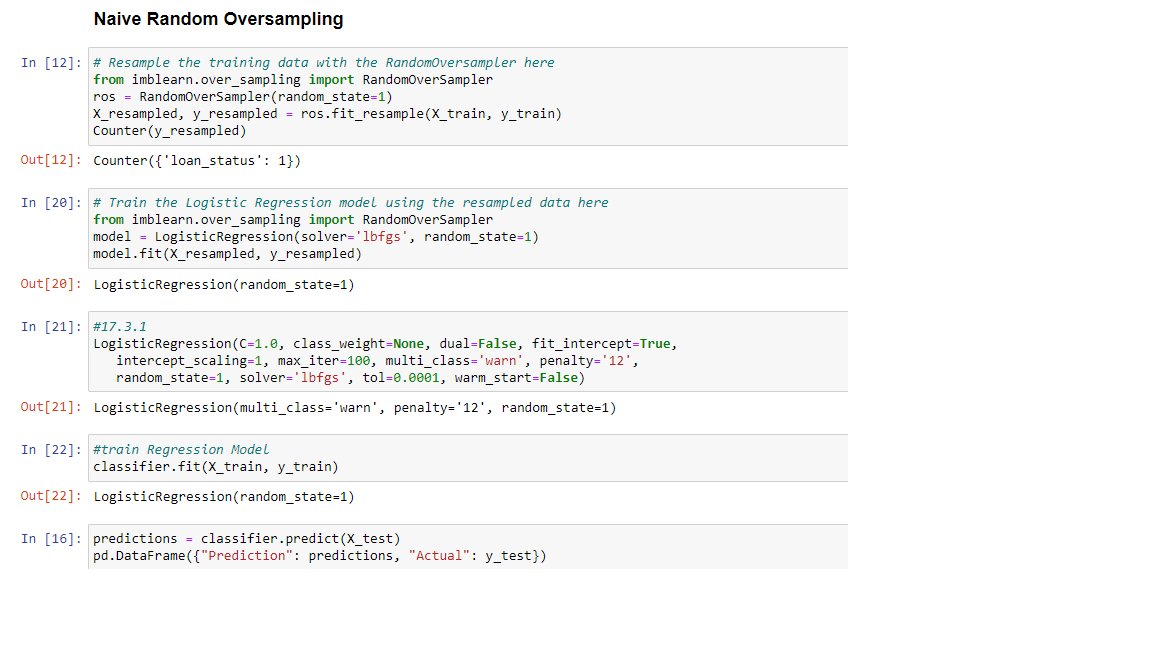 Naive Random Oversampling
In [12]: # Resample the training data with the RandomOversampler here
from imblearn.over_sampling import RandomOverSampler
ros = RandomOverSampler(random_state=1)
X_resampled, y_resampled = ros.fit_resample(X_train, y_train)
Counter(y_resampled)
Out[12]: Counter({'loan_status': 1})
In [20]: # Train the Logistic Regression model using the resampled data here
from imblearn.over_sampling import RandomOverSampler
model = LogisticRegression(solver='lbfgs', random_state=1)
model.fit(X_resampled, y_resampled)
Out[20]: LogisticRegression(random_state=1)
In [21]: #17.3.1
LogisticRegression(C=1.0, class_weight=None, dual=False, fit_intercept=True,
intercept_scaling=1, max_iter=100, multi_class='warn', penalty='12',
random_state=1, solver='lbfgs', tol=0.0001, warm_start=False)
Out[21]: LogisticRegression(multi_class='warn', penalty='12', random_state=1)
In [22]: #train Regression Model
classifier.fit(X_train, y_train)
Out[22]: LogisticRegression(random_state=1)
In [16]: predictions = classifier.predict(X_test)
pd.DataFrame({"Prediction": predictions, "Actual": y_test})